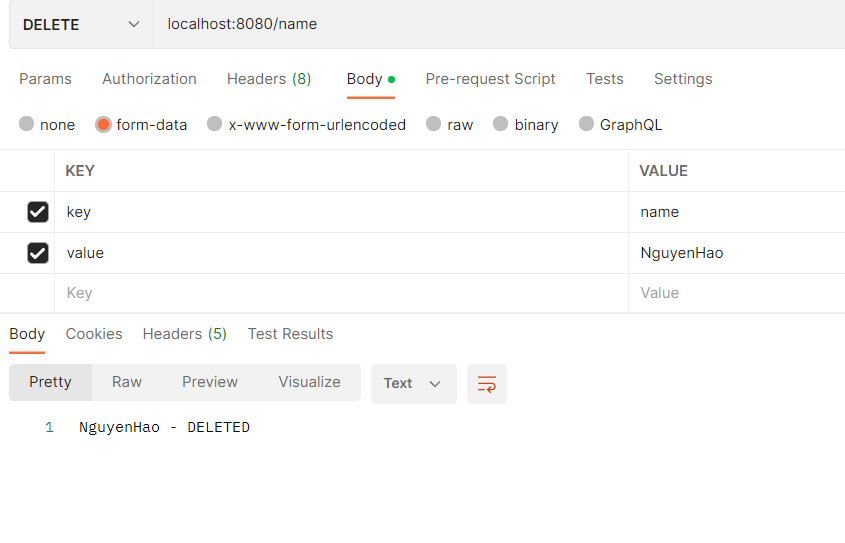 DELETE localhost:8080/name
Params Authorization Headers (8) Body Pre-request Script Tests Settings
none form-data x-www-form-urlencoded raw binary GraphQL
KEY VALUE
key name
value NguyenHao
Key Value
Body Cookies Headers (5) Test Results
Pretty Raw Preview Visualize Text
1 NguyenHao - DELETED